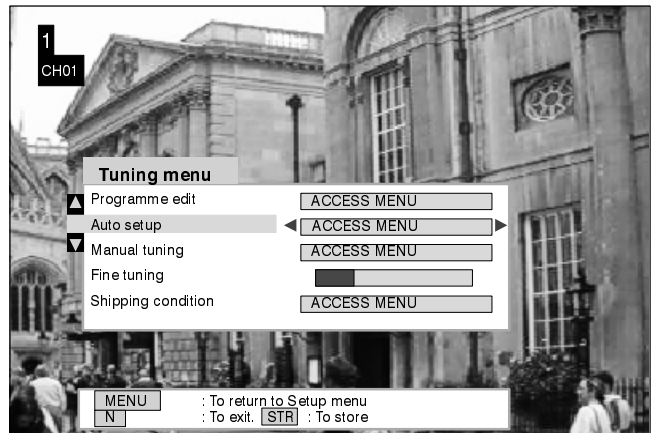 1
CH01
Tuning menu
Programme edit ACCESS MENU
Auto setup ACCESS MENU
Manual tuning ACCESS MENU
Fine tuning
Shipping condition ACCESS MENU
MENU : To return to Setup menu
N : To exit. STR : To store